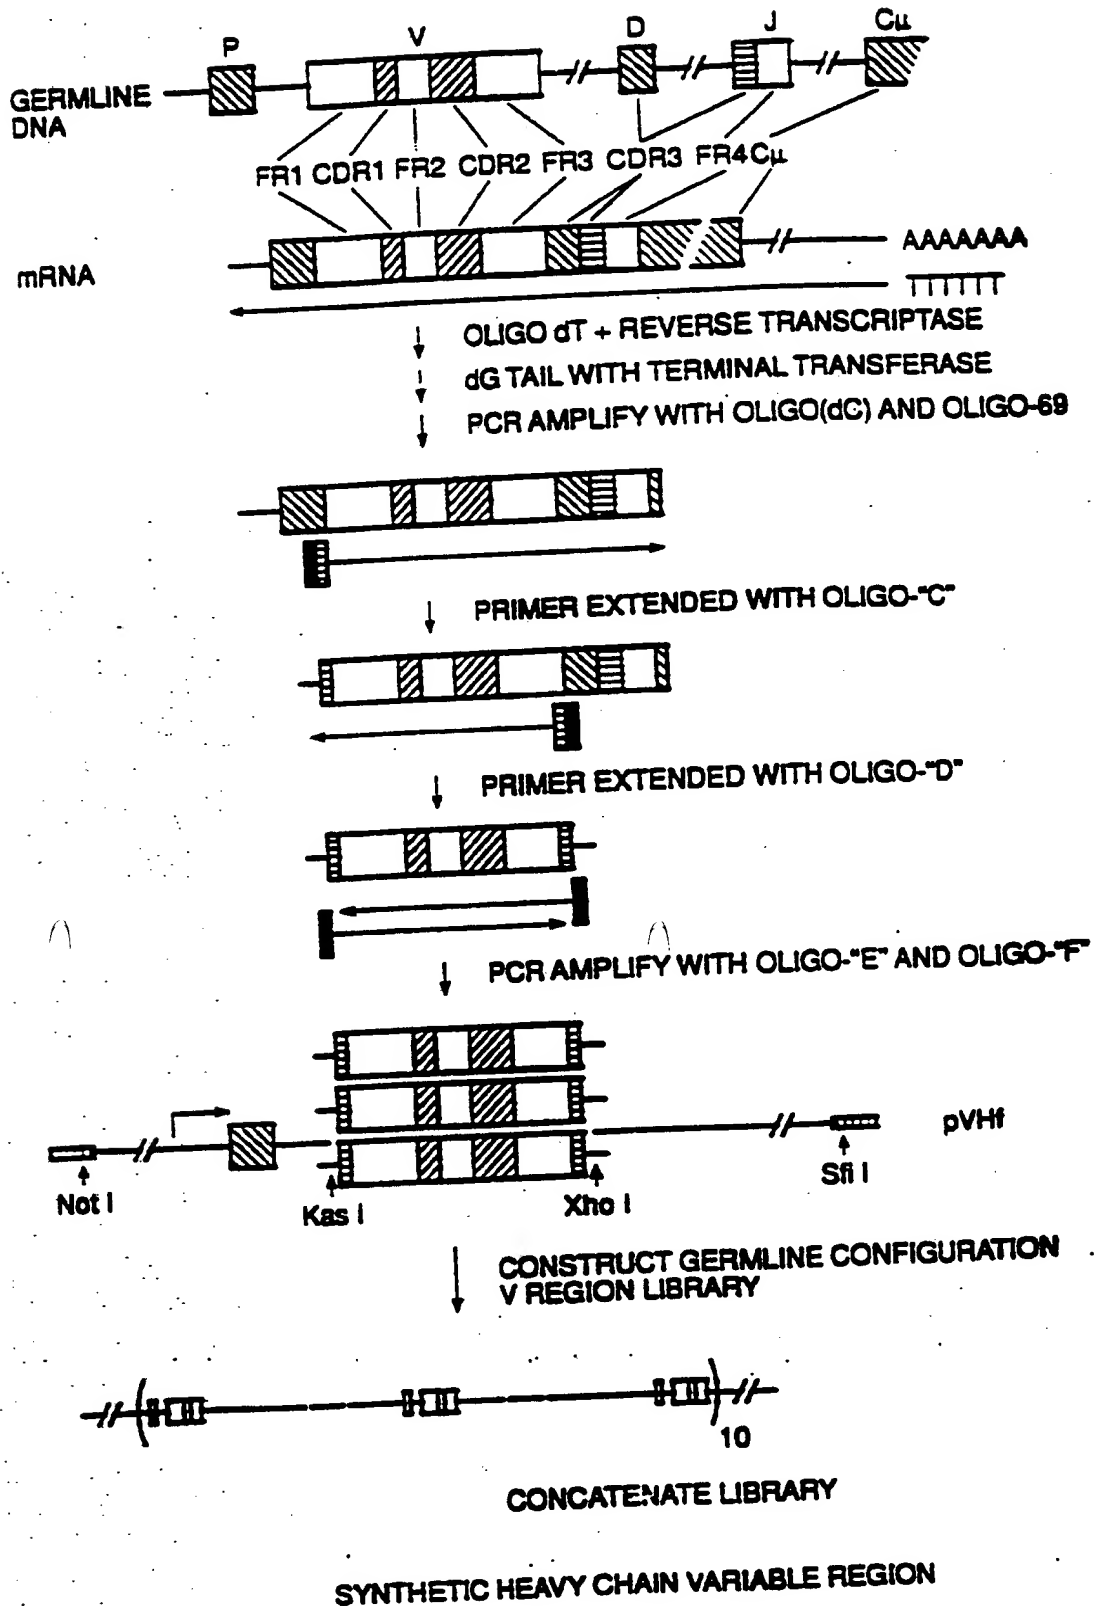 P V D J Cμ
GERMLINE
DNA
FR1 CDR1 FR2 CDR2 FR3 CDR3 FR4 Cμ
mRNA
AAAAAAA
TTTTTT
OLIGO dT + REVERSE TRANSCRIPTASE
dG TAIL WITH TERMINAL TRANSFERASE
PCR AMPLIFY WITH OLIGO(dC) AND OLIGO-69
PRIMER EXTENDED WITH OLIGO-"C"
PRIMER EXTENDED WITH OLIGO-"D"
PCR AMPLIFY WITH OLIGO-"E" AND OLIGO-"F"
pVHf
Not I
Kas I
Xho I
Sfi I
CONSTRUCT GERMLINE CONFIGURATION
V REGION LIBRARY
10
CONCATENATE LIBRARY
SYNTHETIC HEAVY CHAIN VARIABLE REGION